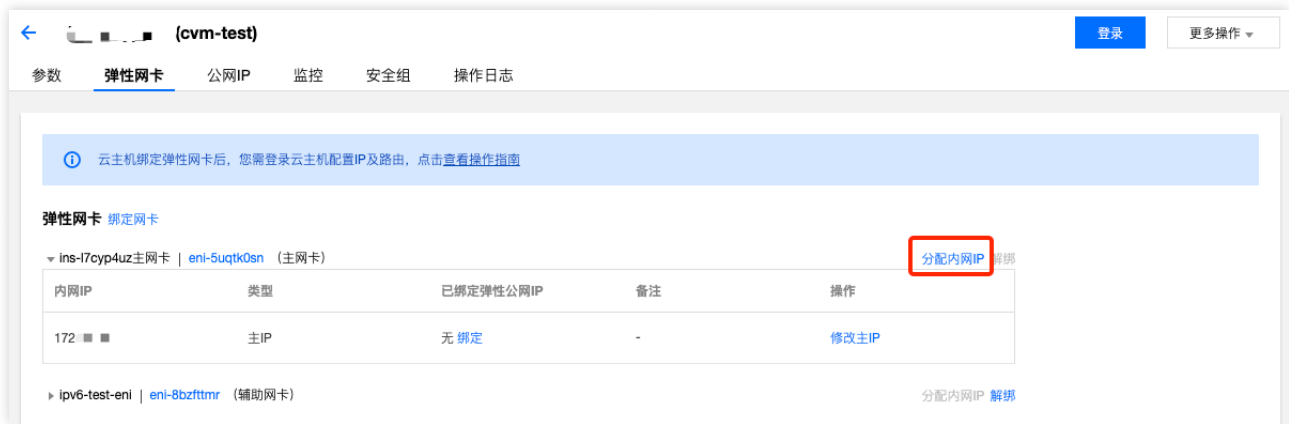 (cvm-test) 登录 更多操作
参数 弹性网卡 公网IP 监控 安全组 操作日志
云主机绑定弹性网卡后，您需登录云主机配置IP及路由，点击查看操作指南
弹性网卡 绑定网卡
ins-l7cyp4uz主网卡 | eni-5uqtk0sn （主网卡） 分配内网IP 解绑
内网IP 类型 已绑定弹性公网IP 备注 操作
172 主IP 无 绑定 - 修改主IP
ipv6-test-eni | eni-8bzfttmr （辅助网卡） 分配内网IP 解绑